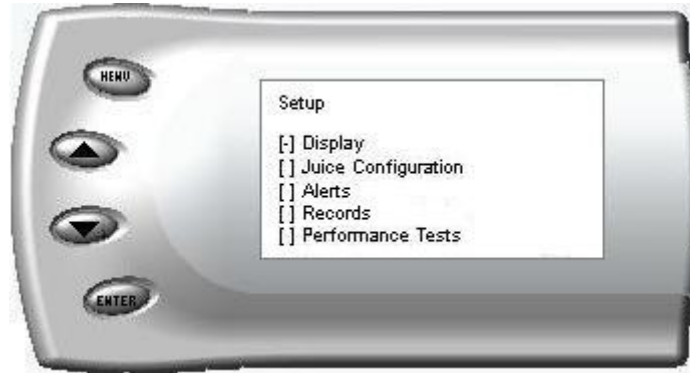 MENU
Setup
[-] Display
[ ] Juice Configuration
[ ] Alerts
[ ] Records
[ ] Performance Tests
ENTER